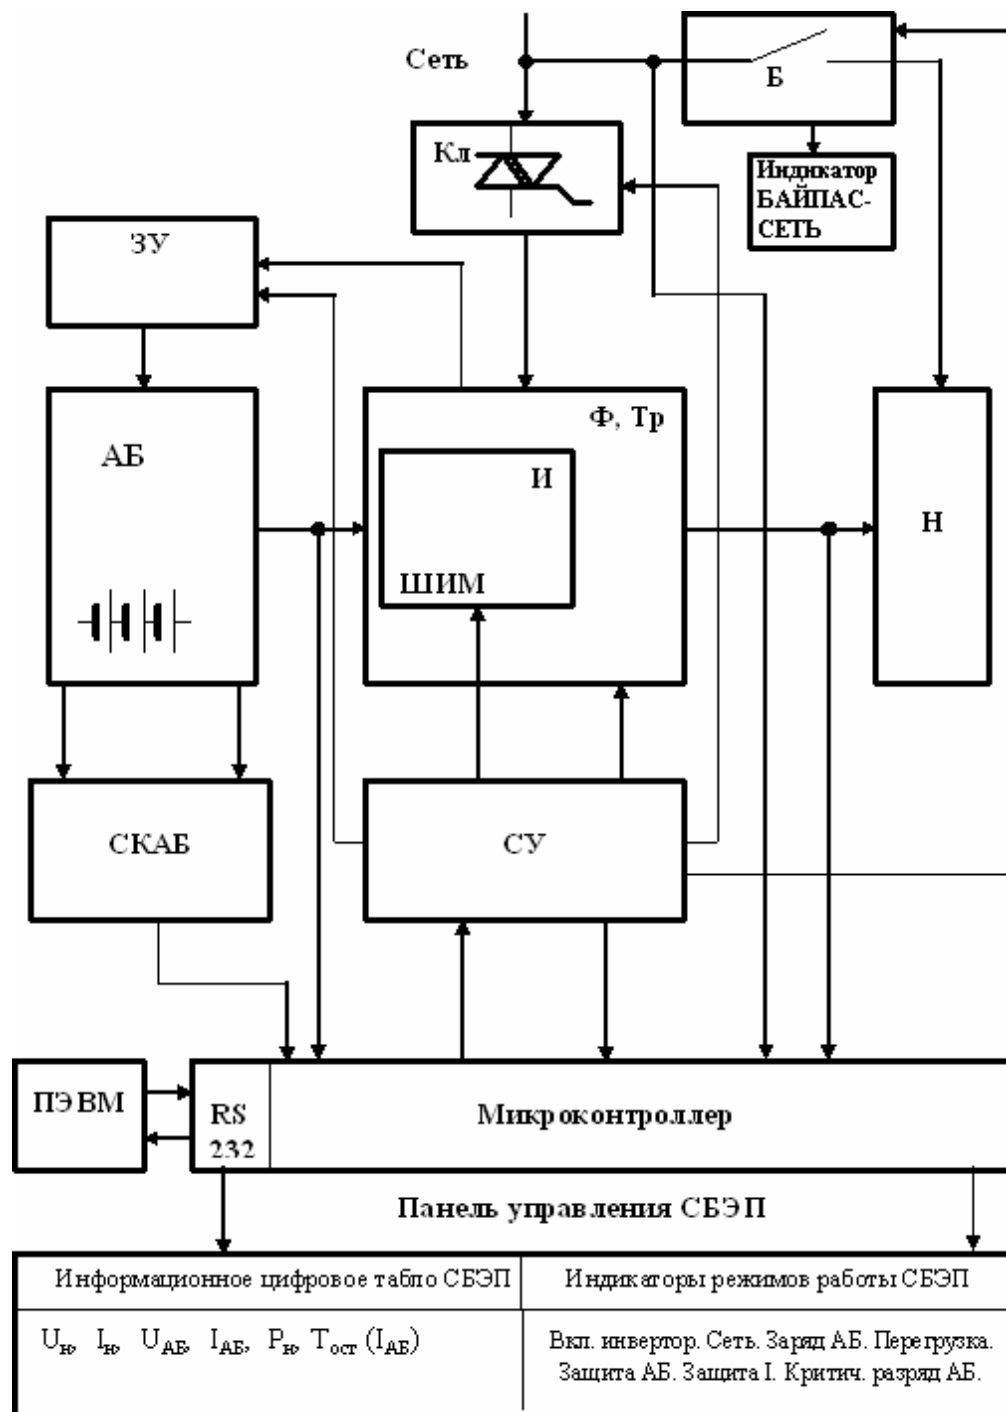 Сеть
Б
Кл
Индикатор
БАЙПАС-
СЕТЬ
ЗУ
АБ
Ф, Тр
И
ШИМ
Н
СКАБ
СУ
ПЭВМ
RS
232
Микроконтроллер
Панель управления СБЭП
Информационное цифровое табло СБЭП
Индикаторы режимов работы СБЭП
Uн, Iн, UАБ, IАБ, Pн, Tост (IАБ)
Вкл. инвертор. Сеть. Заряд АБ. Перегрузка.
Защита АБ. Защита I. Критич. разряд АБ.